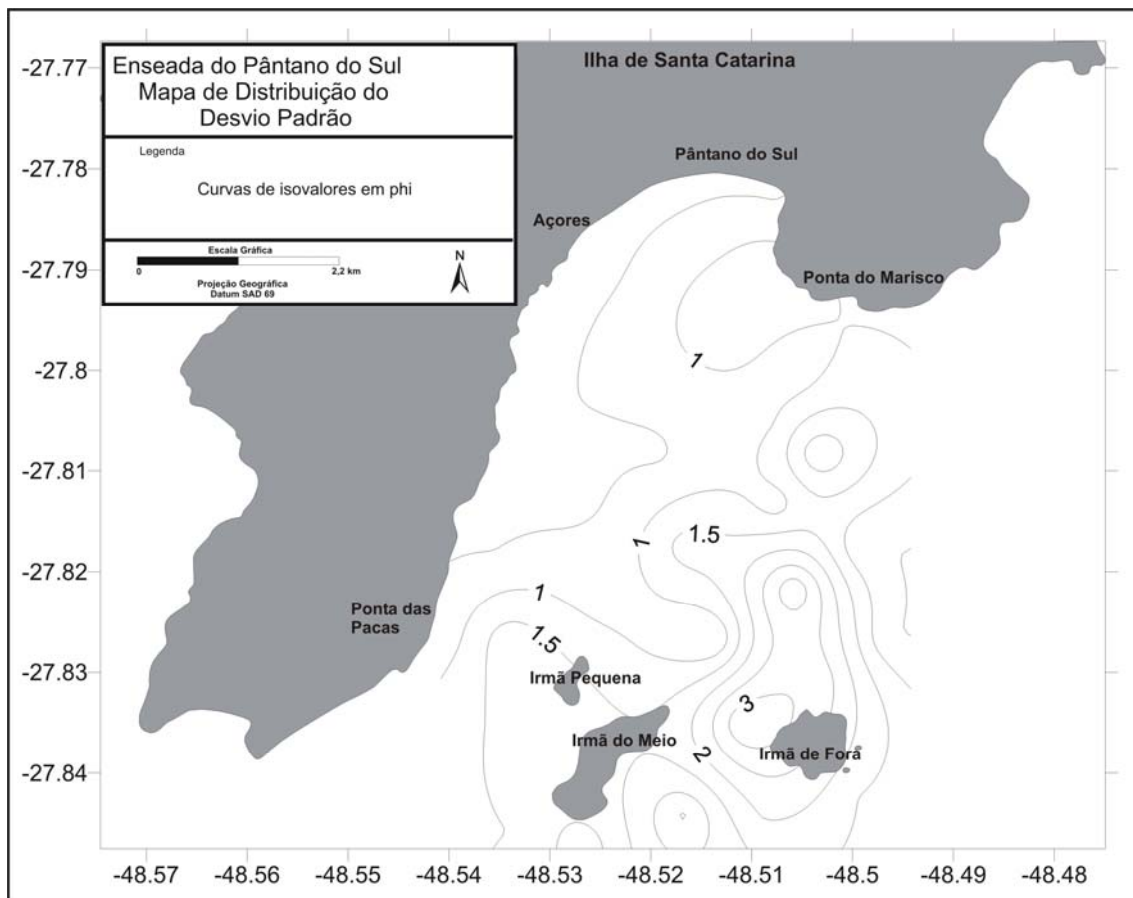 Enseada do Pântano do Sul
Mapa de Distribuição do
Desvio Padrão
Legenda
Curvas de isovalores em phi
Escala Gráfica
0 2,2 km
Projeção Geográfica
Datum SAD 69
N
Ilha de Santa Catarina
Pântano do Sul
Açores
Ponta do Marisco
Ponta das
Pacas
Irmã Pequena
Irmã do Meio
Irmã de Fora
1
1
1.5
1
1.5
3
2
-27.77
-27.78
-27.79
-27.8
-27.81
-27.82
-27.83
-27.84
-48.57 -48.56 -48.55 -48.54 -48.53 -48.52 -48.51 -48.5 -48.49 -48.48